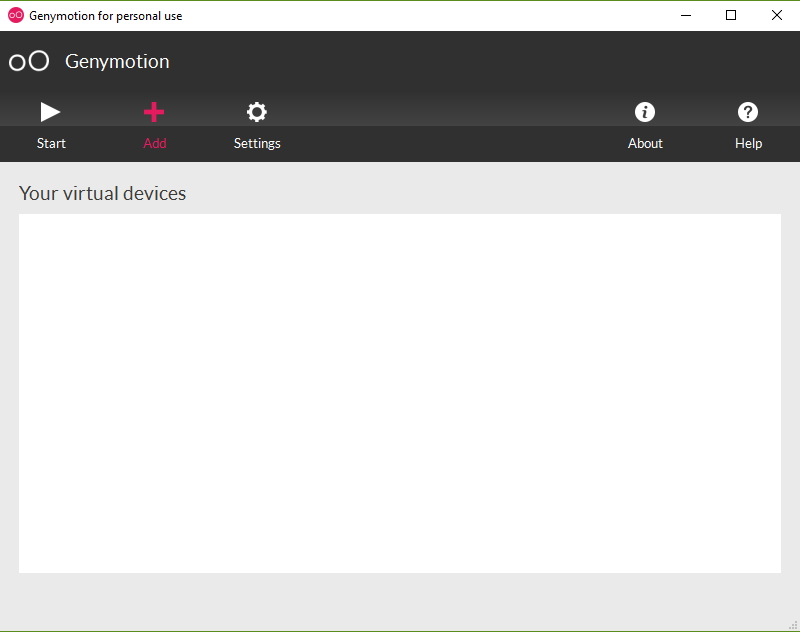 Genymotion for personal use
Genymotion
Start
Add
Settings
About
Help
Your virtual devices